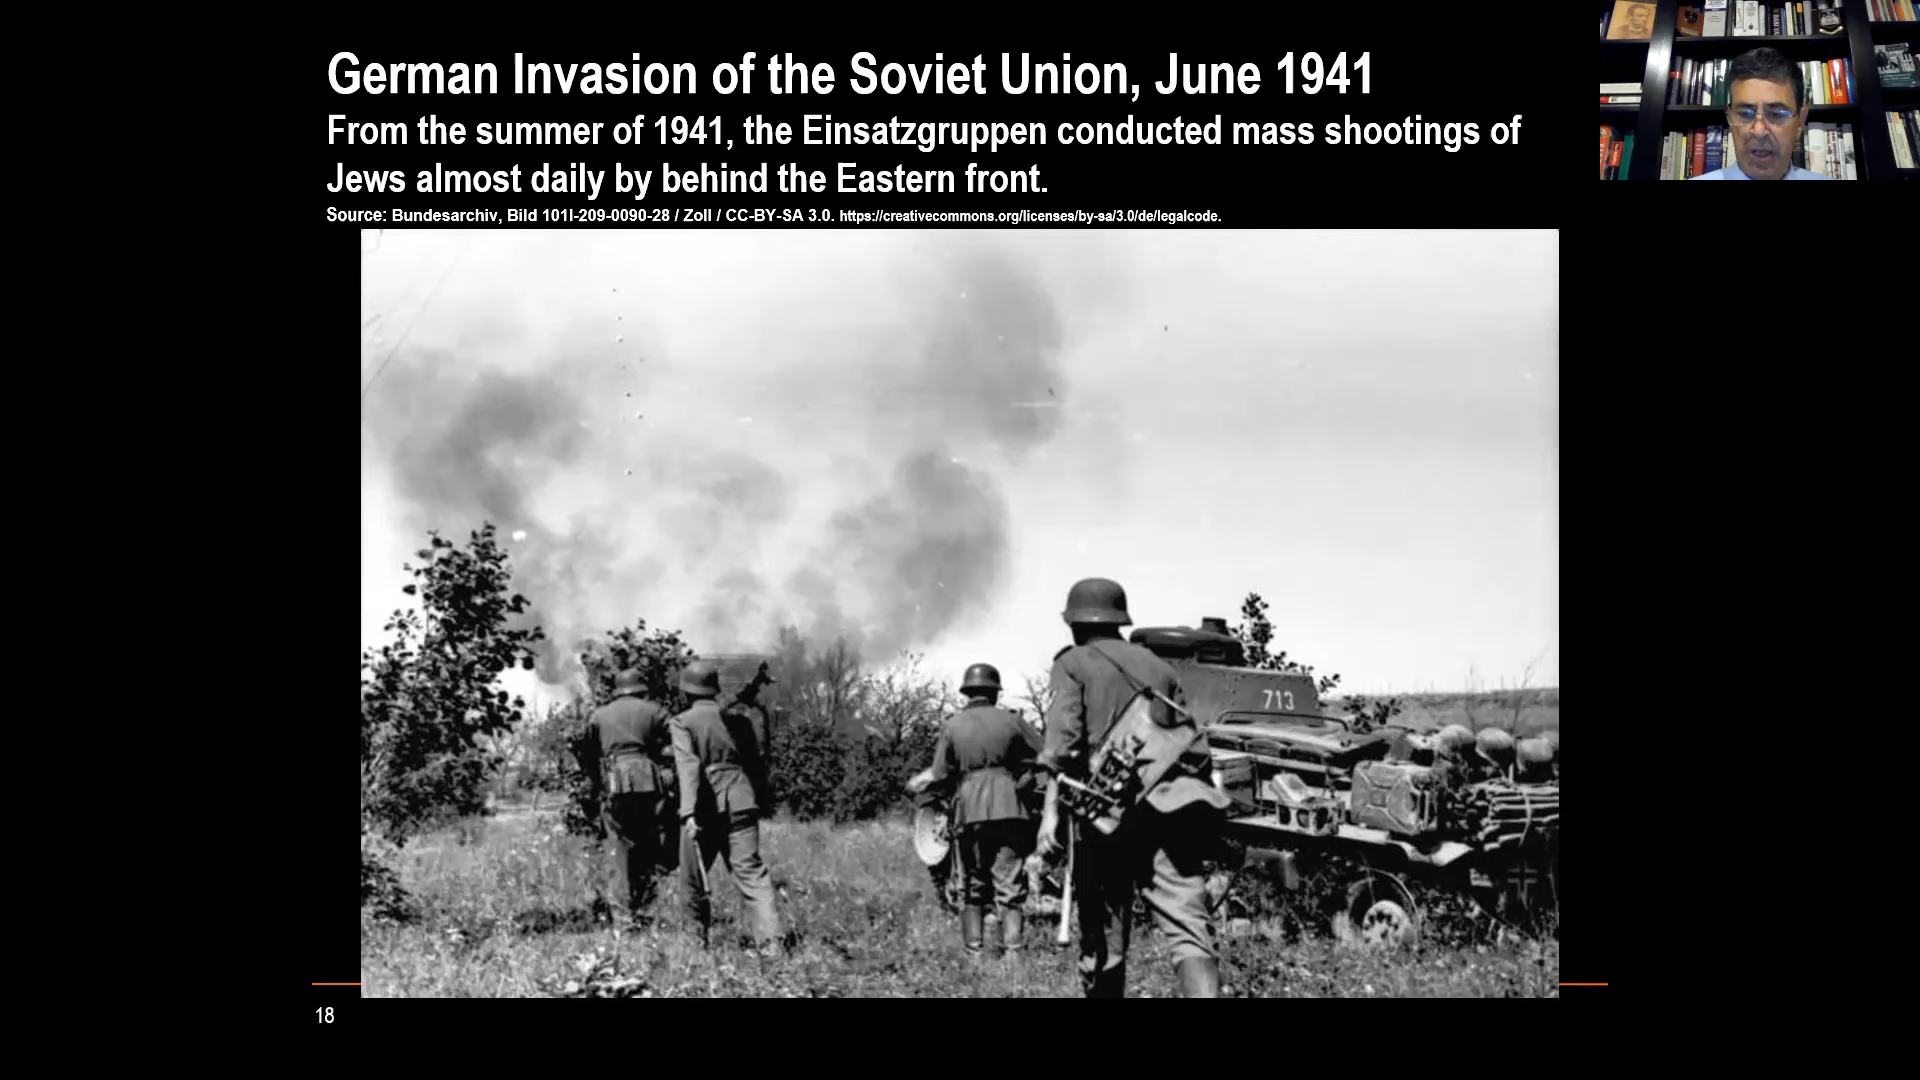 German Invasion of the Soviet Union, June 1941
From the summer of 1941, the Einsatzgruppen conducted mass shootings of
Jews almost daily by behind the Eastern front.
Source: Bundesarchiv, Bild 101I-209-0090-28 / Zoll / CC-BY-SA 3.0. https://creativecommons.org/licenses/by-sa/3.0/de/legalcode.
713
18